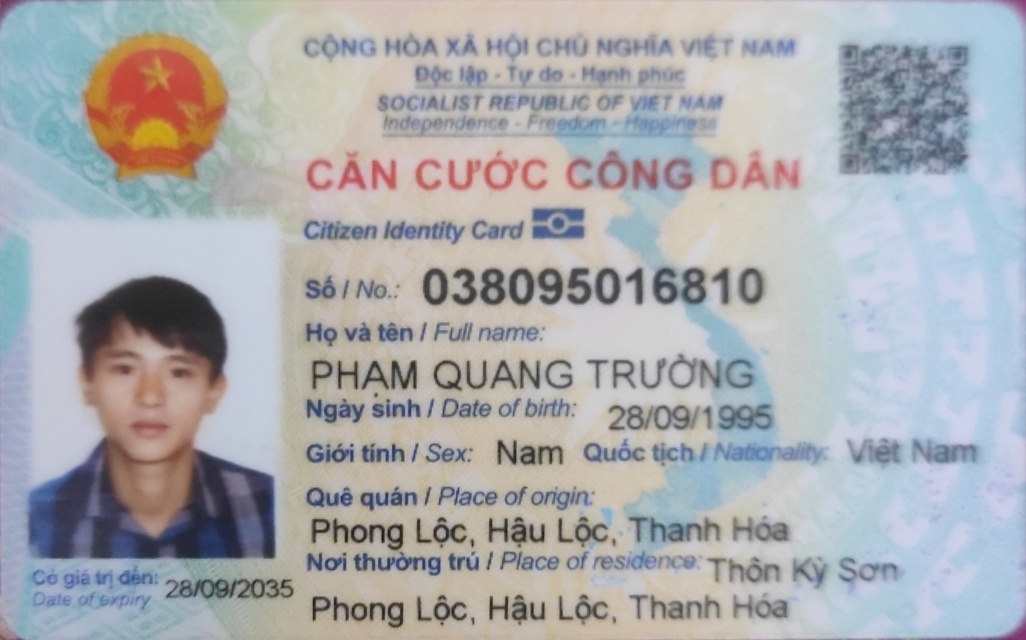 CỘNG HÒA XÃ HỘI CHỦ NGHĨA VIỆT NAM
Độc lập - Tự do - Hạnh phúc
SOCIALIST REPUBLIC OF VIET NAM
Independence - Freedom - Happiness
CĂN CƯỚC CÔNG DÂN
Citizen Identity Card
Số / No.: 038095016810
Họ và tên / Full name:
PHẠM QUANG TRƯỜNG
Ngày sinh / Date of birth: 28/09/1995
Giới tính / Sex: Nam Quốc tịch / Nationality: Việt Nam
Quê quán / Place of origin:
Phong Lộc, Hậu Lộc, Thanh Hóa
Nơi thường trú / Place of residence: Thôn Kỳ Sơn
Phong Lộc, Hậu Lộc, Thanh Hóa
Có giá trị đến: 28/09/2035
Date of expiry